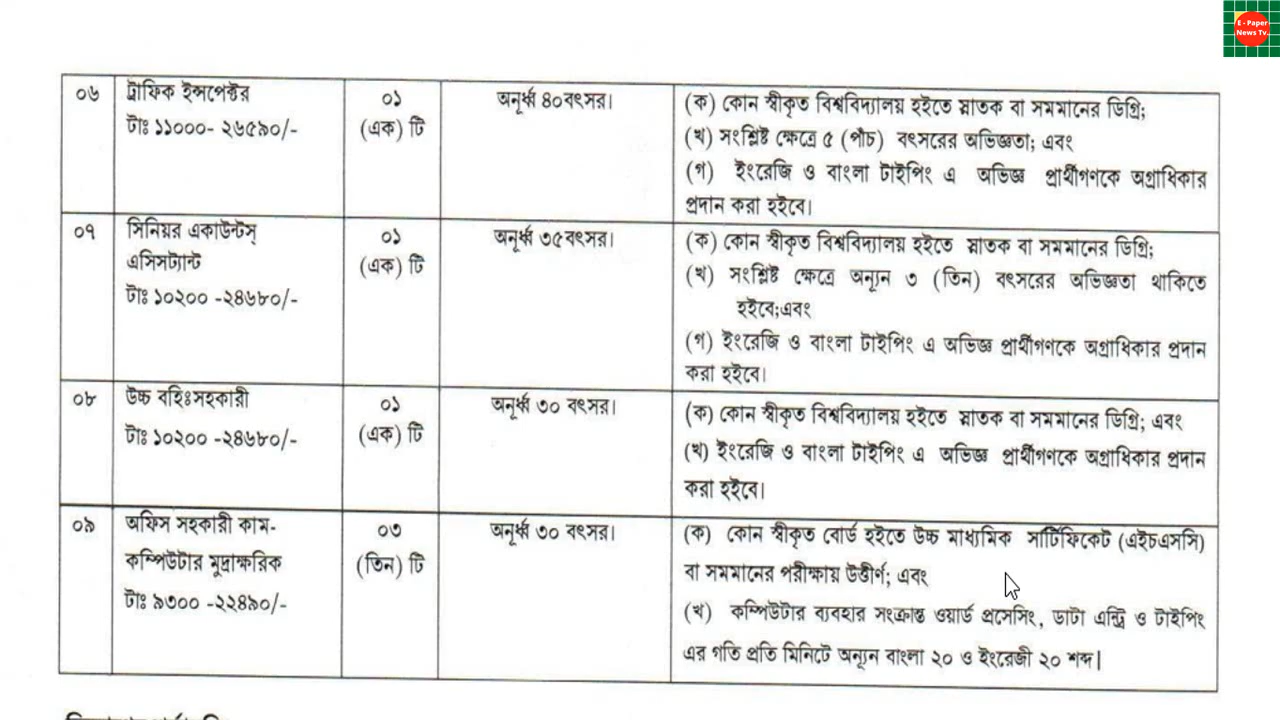 E - Paper
News Tv.
০৬
ট্রাফিক ইন্সপেক্টর
টাঃ ১১০০০- ২৬৫৯০/-
০১
(এক) টি
অনূর্ধ্ব ৪০বৎসর।
(ক) কোন স্বীকৃত বিশ্ববিদ্যালয় হইতে স্নাতক বা সমমানের ডিগ্রি;
(খ) সংশ্লিষ্ট ক্ষেত্রে ৫ (পাঁচ) বৎসরের অভিজ্ঞতা; এবং
(গ) ইংরেজি ও বাংলা টাইপিং এ অভিজ্ঞ প্রার্থীগণকে অগ্রাধিকার
প্রদান করা হইবে।
০৭
সিনিয়র একাউন্টস্
এসিসট্যান্ট
টাঃ ১০২০০ -২৪৬৮০/-
০১
(এক) টি
অনূর্ধ্ব ৩৫বৎসর।
(ক) কোন স্বীকৃত বিশ্ববিদ্যালয় হইতে স্নাতক বা সমমানের ডিগ্রি;
(খ) সংশ্লিষ্ট ক্ষেত্রে অন্যূন ৩ (তিন) বৎসরের অভিজ্ঞতা থাকিতে
হইবে;এবং
(গ) ইংরেজি ও বাংলা টাইপিং এ অভিজ্ঞ প্রার্থীগণকে অগ্রাধিকার প্রদান
করা হইবে।
০৮
উচ্চ বহিঃসহকারী
টাঃ ১০২০০ -২৪৬৮০/-
০১
(এক) টি
অনূর্ধ্ব ৩০ বৎসর।
(ক) কোন স্বীকৃত বিশ্ববিদ্যালয় হইতে স্নাতক বা সমমানের ডিগ্রি; এবং
(খ) ইংরেজি ও বাংলা টাইপিং এ অভিজ্ঞ প্রার্থীগণকে অগ্রাধিকার প্রদান
করা হইবে।
০৯
অফিস সহকারী কাম-
কম্পিউটার মুদ্রাক্ষরিক
টাঃ ৯৩০০ -২২৪৯০/-
০৩
(তিন) টি
অনূর্ধ্ব ৩০ বৎসর।
(ক) কোন স্বীকৃত বোর্ড হইতে উচ্চ মাধ্যমিক সার্টিফিকেট (এইচএসসি)
বা সমমানের পরীক্ষায় উত্তীর্ণ; এবং
(খ) কম্পিউটার ব্যবহার সংক্রান্ত ওয়ার্ড প্রসেসিং, ডাটা এন্ট্রি ও টাইপিং
এর গতি প্রতি মিনিটে অন্যূন বাংলা ২০ ও ইংরেজী ২০ শব্দ|